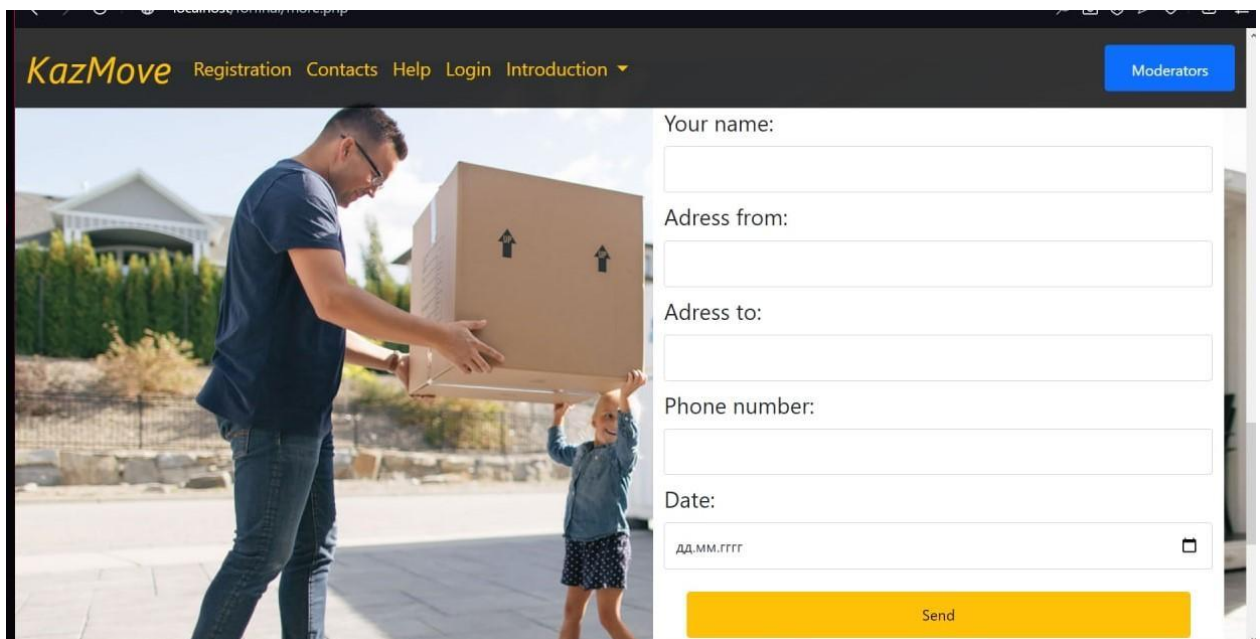 KazMove Registration Contacts Help Login Introduction Moderators
Your name:
Adress from:
Adress to:
Phone number:
Date:
дд.мм.гггг
Send